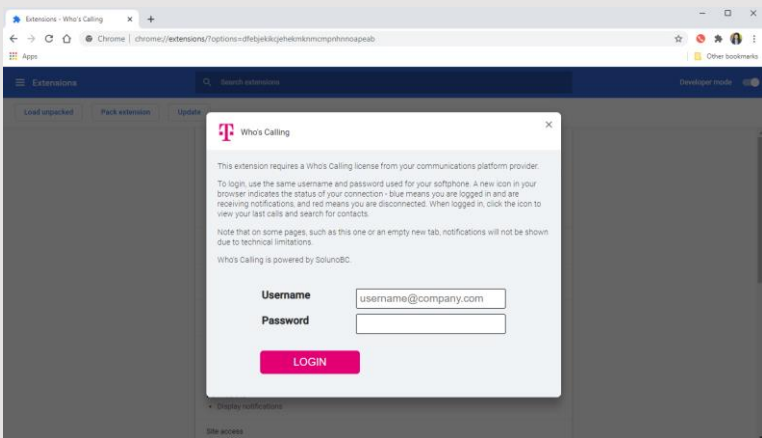 Extensions - Who's Calling
Chrome | chrome://extensions/?options=dfebjekikcjehekmknmcmprihnnoapeab
Apps
Other bookmarks
Extensions
Search extensions
Developer mode
Load unpacked
Pack extension
Update
Who's Calling
This extension requires a Who's Calling license from your communications platform provider.
To login, use the same username and password used for your softphone. A new icon in your
browser indicates the status of your connection - blue means you are logged in and are
receiving notifications, and red means you are disconnected. When logged in, click the icon to
view your last calls and search for contacts.
Note that on some pages, such as this one or an empty new tab, notifications will not be shown
due to technical limitations.
Who's Calling is powered by SolunoBC.
Username
username@company.com
Password
LOGIN
Display notifications
Site access